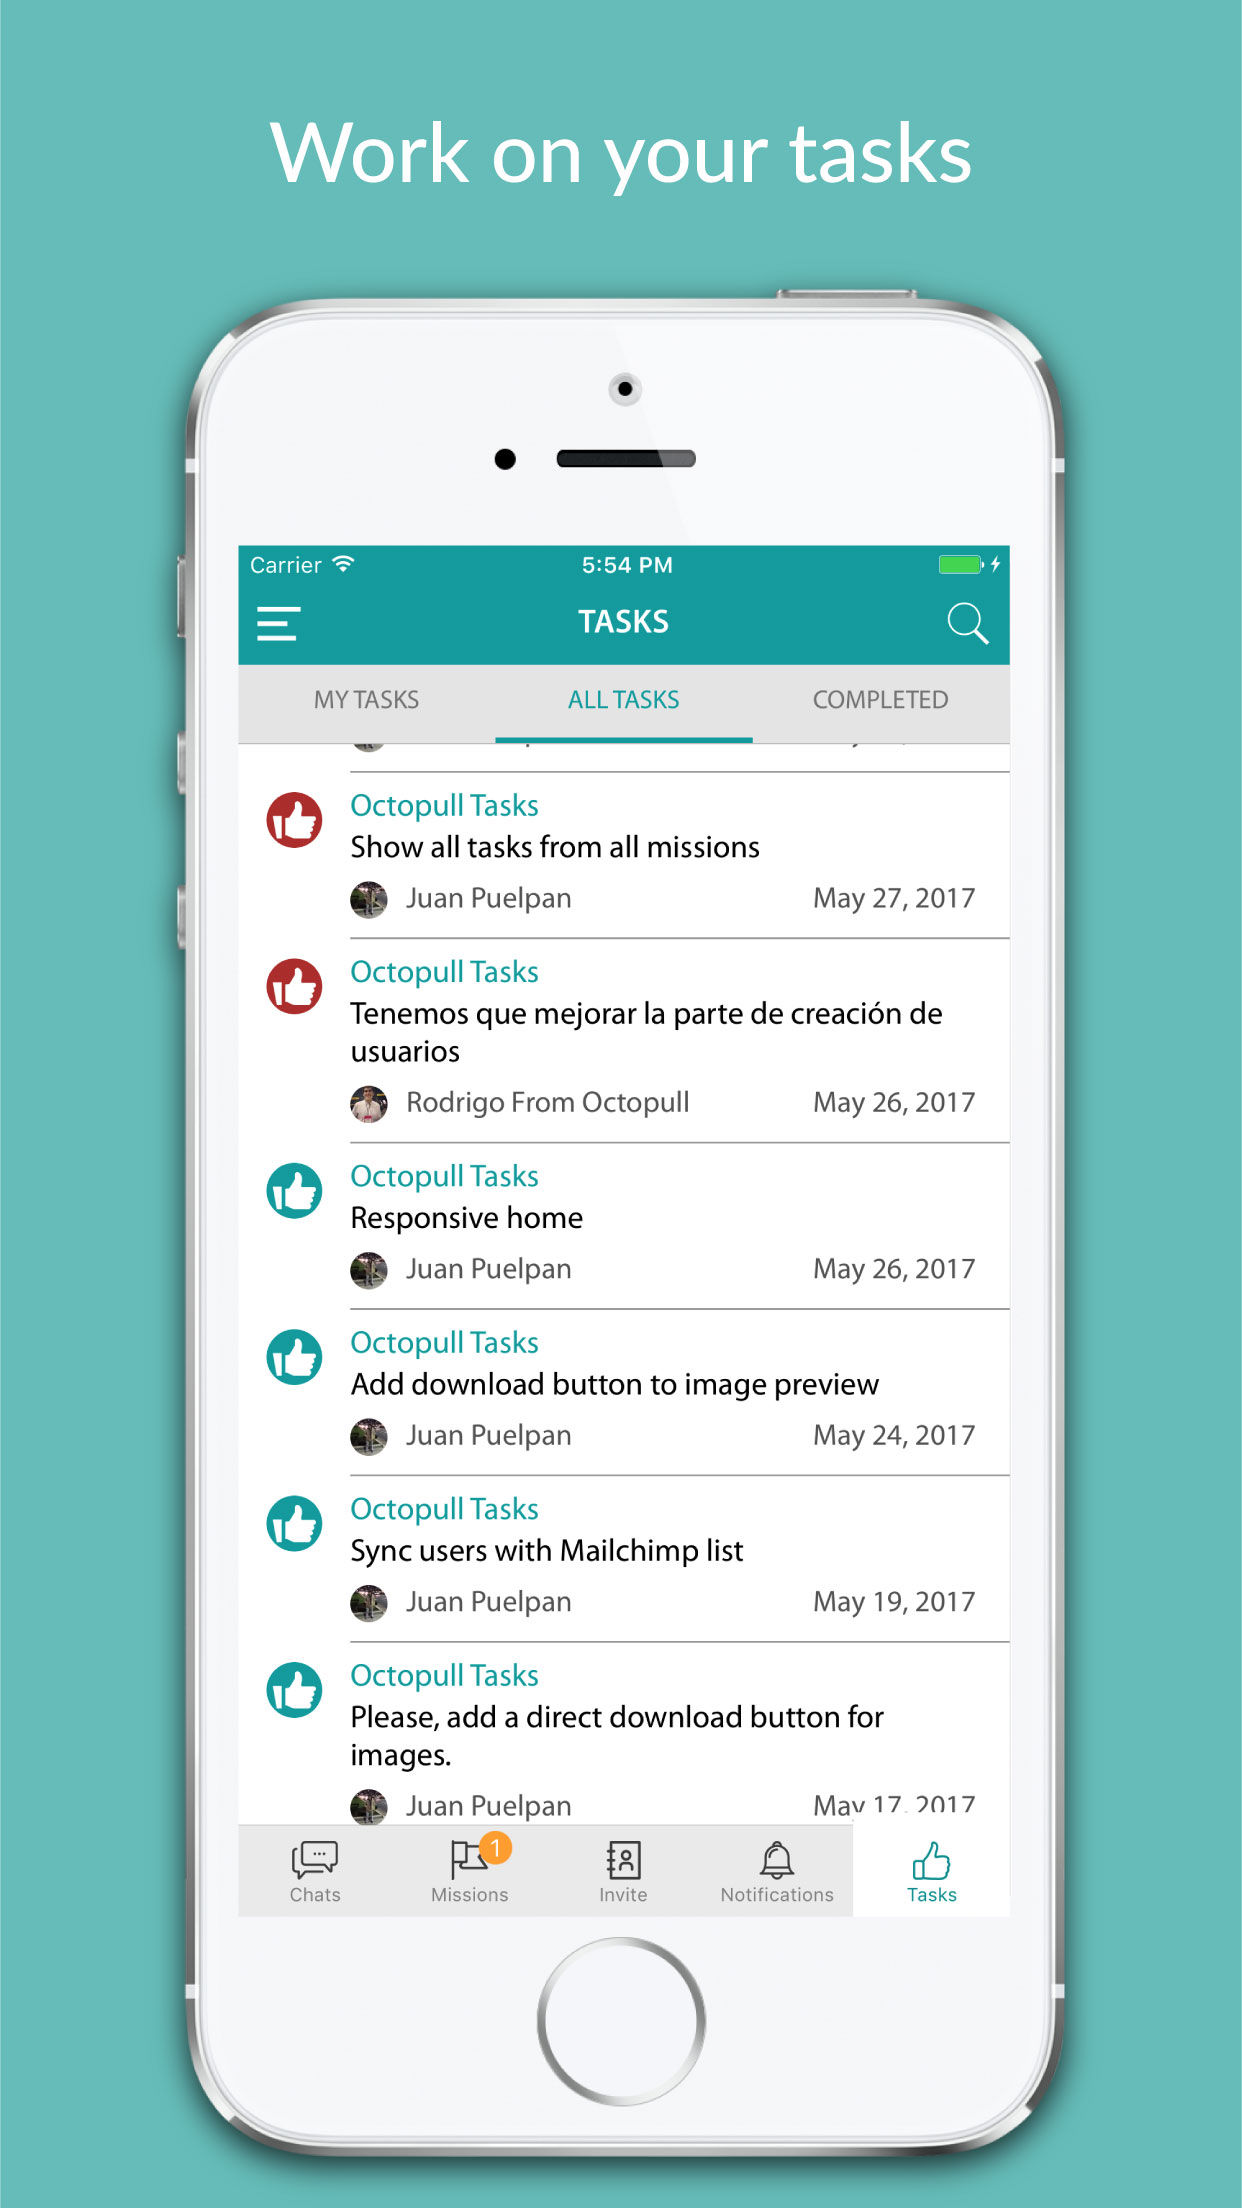 Work on your tasks
Carrier
5:54 PM
TASKS
MY TASKS
ALL TASKS
COMPLETED
Octopull Tasks
Show all tasks from all missions
Juan Puelpan
May 27, 2017
Octopull Tasks
Tenemos que mejorar la parte de creación de
usuarios
Rodrigo From Octopull
May 26, 2017
Octopull Tasks
Responsive home
Juan Puelpan
May 26, 2017
Octopull Tasks
Add download button to image preview
Juan Puelpan
May 24, 2017
Octopull Tasks
Sync users with Mailchimp list
Juan Puelpan
May 19, 2017
Octopull Tasks
Please, add a direct download button for
images.
Juan Puelpan
May 17, 2017
1
Chats
Missions
Invite
Notifications
Tasks